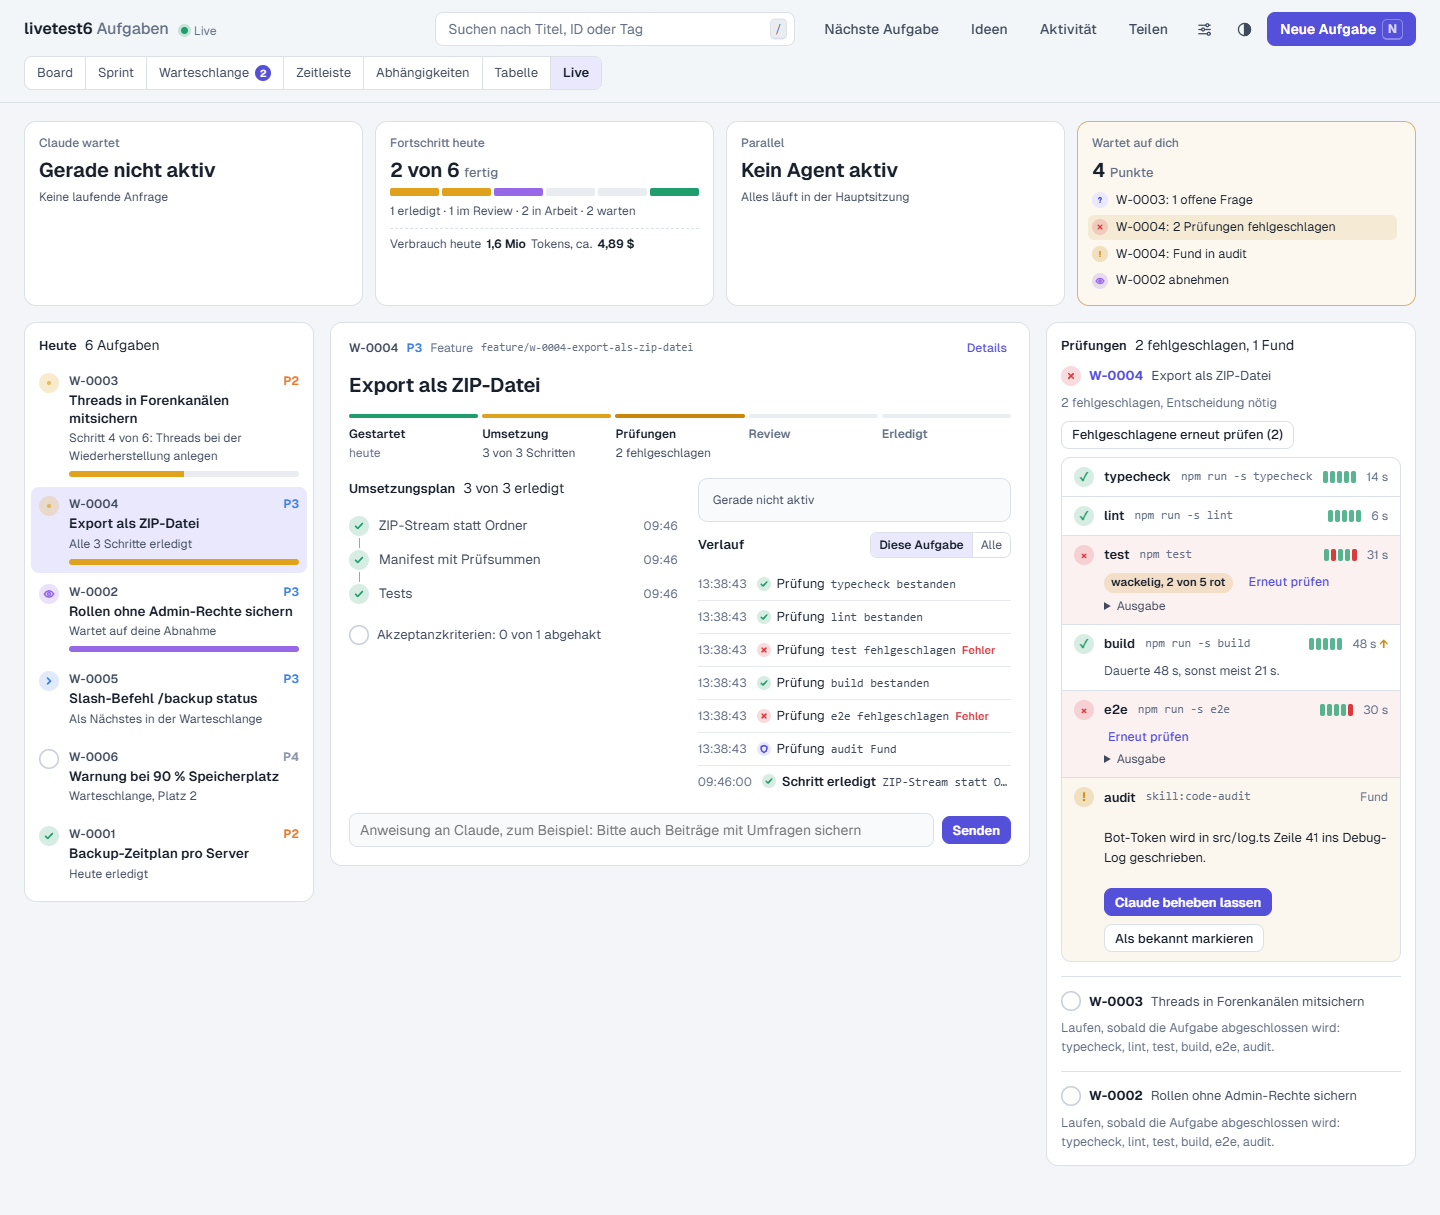 livetest6 Aufgaben Live
Suchen nach Titel, ID oder Tag /
Nächste Aufgabe Ideen Aktivität Teilen Neue Aufgabe N
Board Sprint Warteschlange 2 Zeitleiste Abhängigkeiten Tabelle Live
Claude wartet
Gerade nicht aktiv
Keine laufende Anfrage
Fortschritt heute
2 von 6 fertig
1 erledigt · 1 im Review · 2 in Arbeit · 2 warten
Verbrauch heute 1,6 Mio Tokens, ca. 4,89 $
Parallel
Kein Agent aktiv
Alles läuft in der Hauptsitzung
Wartet auf dich
4 Punkte
? W-0003: 1 offene Frage
W-0004: 2 Prüfungen fehlgeschlagen
! W-0004: Fund in audit
W-0002 abnehmen
Heute 6 Aufgaben
W-0003 P2
Threads in Forenkanälen
mitsichern
Schritt 4 von 6: Threads bei der
Wiederherstellung anlegen
W-0004 P3
Export als ZIP-Datei
Alle 3 Schritte erledigt
W-0002 P3
Rollen ohne Admin-Rechte sichern
Wartet auf deine Abnahme
W-0005 P3
Slash-Befehl /backup status
Als Nächstes in der Warteschlange
W-0006 P4
Warnung bei 90 % Speicherplatz
Warteschlange, Platz 2
W-0001 P2
Backup-Zeitplan pro Server
Heute erledigt
W-0004 P3 Feature feature/w-0004-export-als-zip-datei Details
Export als ZIP-Datei
Gestartet Umsetzung Prüfungen Review Erledigt
heute 3 von 3 Schritten 2 fehlgeschlagen
Umsetzungsplan 3 von 3 erledigt
ZIP-Stream statt Ordner 09:46
Manifest mit Prüfsummen 09:46
Tests 09:46
Akzeptanzkriterien: 0 von 1 abgehakt
Gerade nicht aktiv
Verlauf Diese Aufgabe Alle
13:38:43 Prüfung typecheck bestanden
13:38:43 Prüfung lint bestanden
13:38:43 Prüfung test fehlgeschlagen Fehler
13:38:43 Prüfung build bestanden
13:38:43 Prüfung e2e fehlgeschlagen Fehler
13:38:43 Prüfung audit Fund
09:46:00 Schritt erledigt ZIP-Stream statt O…
Anweisung an Claude, zum Beispiel: Bitte auch Beiträge mit Umfragen sichern Senden
Prüfungen 2 fehlgeschlagen, 1 Fund
W-0004 Export als ZIP-Datei
2 fehlgeschlagen, Entscheidung nötig
Fehlgeschlagene erneut prüfen (2)
typecheck npm run -s typecheck 14 s
lint npm run -s lint 6 s
test npm test 31 s
wackelig, 2 von 5 rot Erneut prüfen
Ausgabe
build npm run -s build 48 s
Dauerte 48 s, sonst meist 21 s.
e2e npm run -s e2e 30 s
Erneut prüfen
Ausgabe
! audit skill:code-audit Fund
Bot-Token wird in src/log.ts Zeile 41 ins Debug-
Log geschrieben.
Claude beheben lassen
Als bekannt markieren
W-0003 Threads in Forenkanälen mitsichern
Laufen, sobald die Aufgabe abgeschlossen wird:
typecheck, lint, test, build, e2e, audit.
W-0002 Rollen ohne Admin-Rechte sichern
Laufen, sobald die Aufgabe abgeschlossen wird:
typecheck, lint, test, build, e2e, audit.